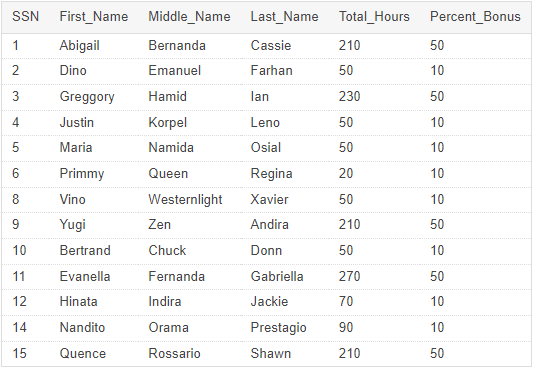 SSN First_Name Middle_Name Last_Name Total_Hours Percent_Bonus
1 Abigail Bernanda Cassie 210 50
2 Dino Emanuel Farhan 50 10
3 Greggory Hamid Ian 230 50
4 Justin Korpel Leno 50 10
5 Maria Namida Osial 50 10
6 Primmy Queen Regina 20 10
8 Vino Westernlight Xavier 50 10
9 Yugi Zen Andira 210 50
10 Bertrand Chuck Donn 50 10
11 Evanella Fernanda Gabriella 270 50
12 Hinata Indira Jackie 70 10
14 Nandito Orama Prestagio 90 10
15 Quence Rossario Shawn 210 50